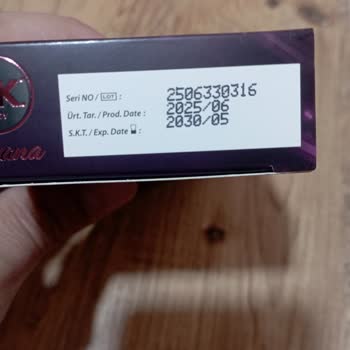 Seri NO / LOT : 2506330316
Ürt. Tar. / Prod. Date : 2025/06
S.K.T. / Exp. Date : 2030/05